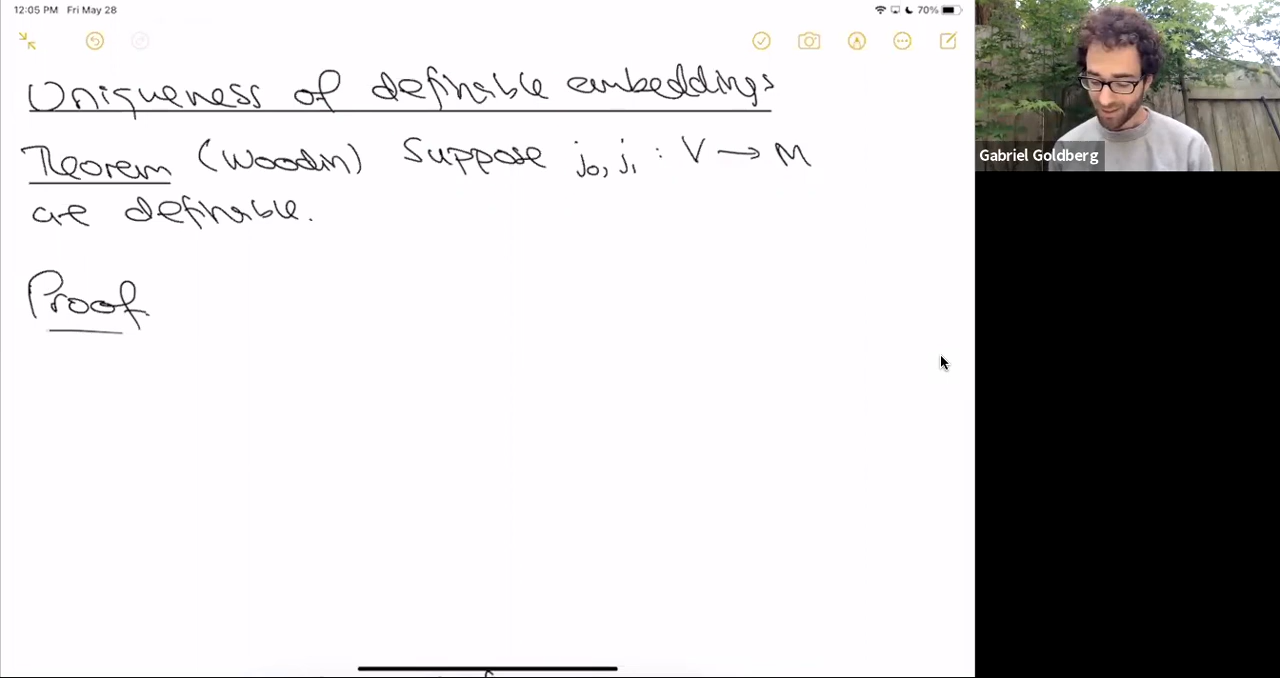 12:05 PM Fri May 28
70%
Uniqueness of definable embeddings
Theorem (Woodin) Suppose j₀, j₁ : V → M
are definable.
Proof
Gabriel Goldberg